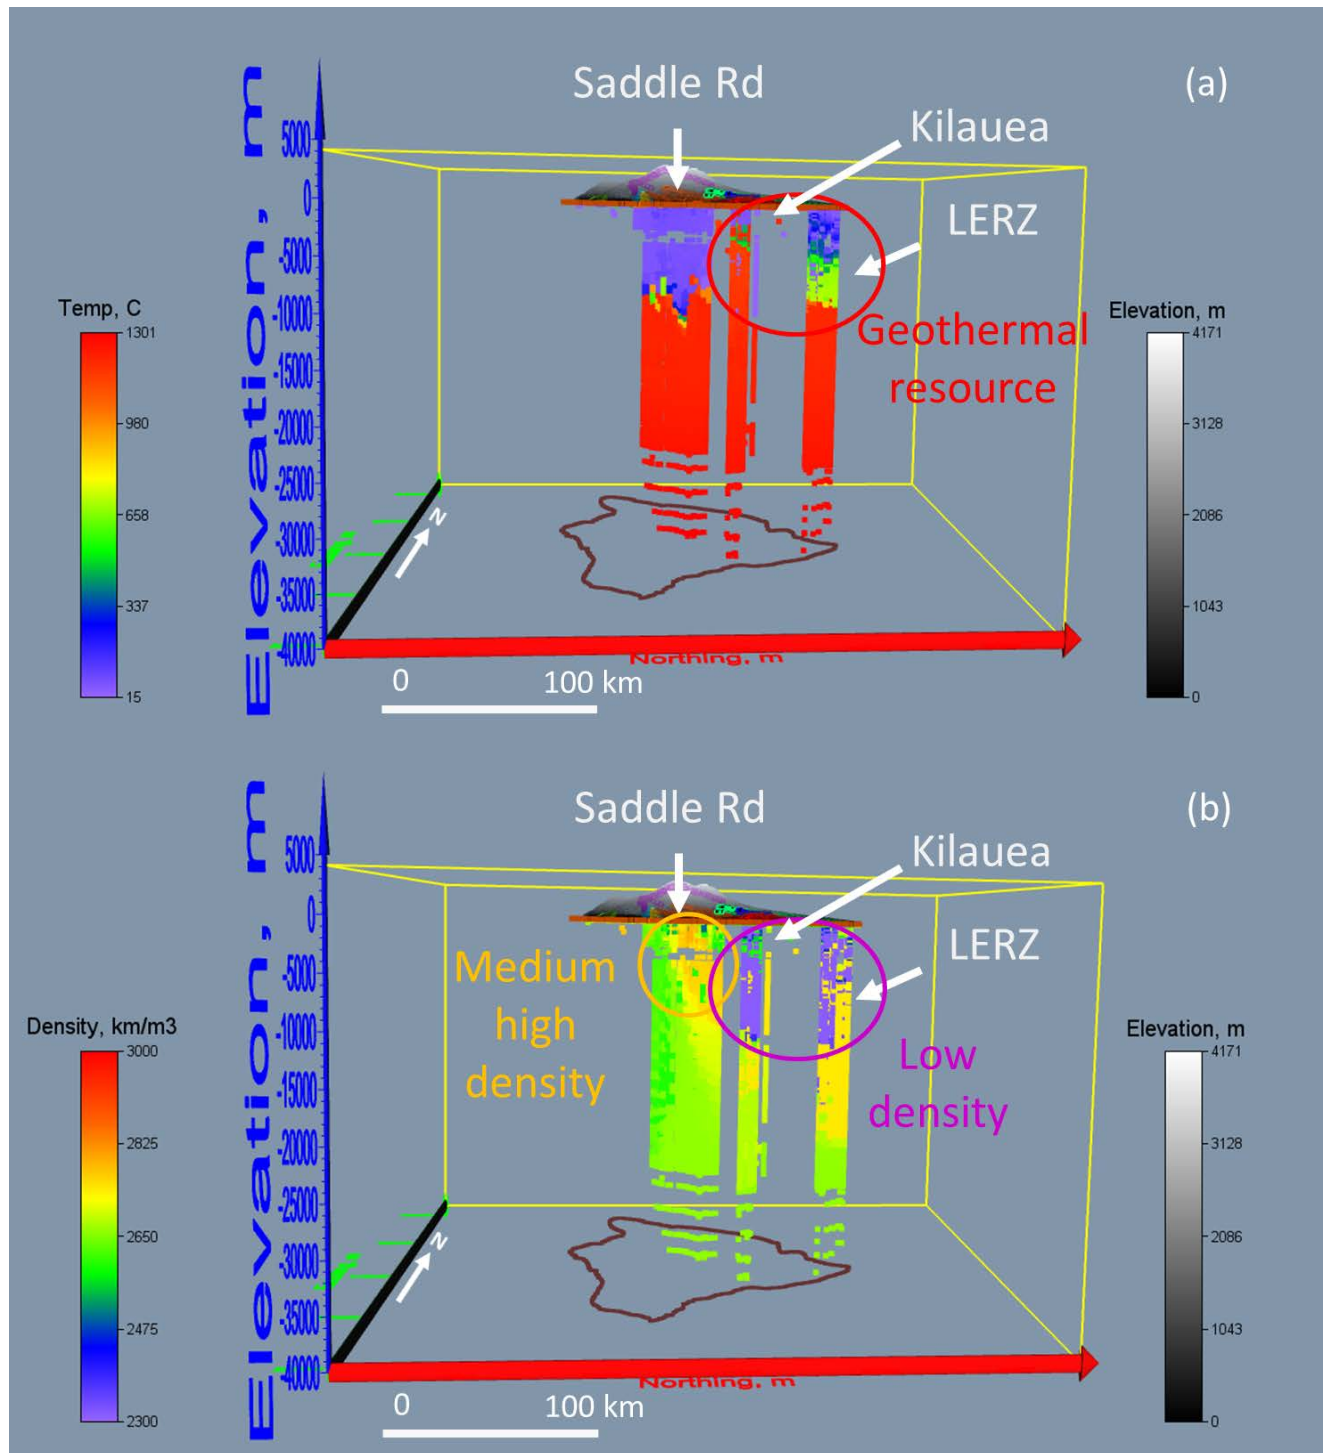 Saddle Rd
(a)
Kilauea
LERZ
Geothermal
resource
Elevation, m
5000
0
-5000
-10000
-15000
-20000
-25000
-30000
-35000
-40000
Temp, C
1301
980
658
337
15
Elevation, m
4171
3128
2086
1043
0
N
Northing, m
0 100 km
Saddle Rd
(b)
Kilauea
LERZ
Medium
high
density
Low
density
Elevation, m
5000
0
-5000
-10000
-15000
-20000
-25000
-30000
-35000
-40000
Density, km/m3
3000
2825
2650
2475
2300
Elevation, m
4171
3128
2086
1043
0
N
Northing, m
0 100 km